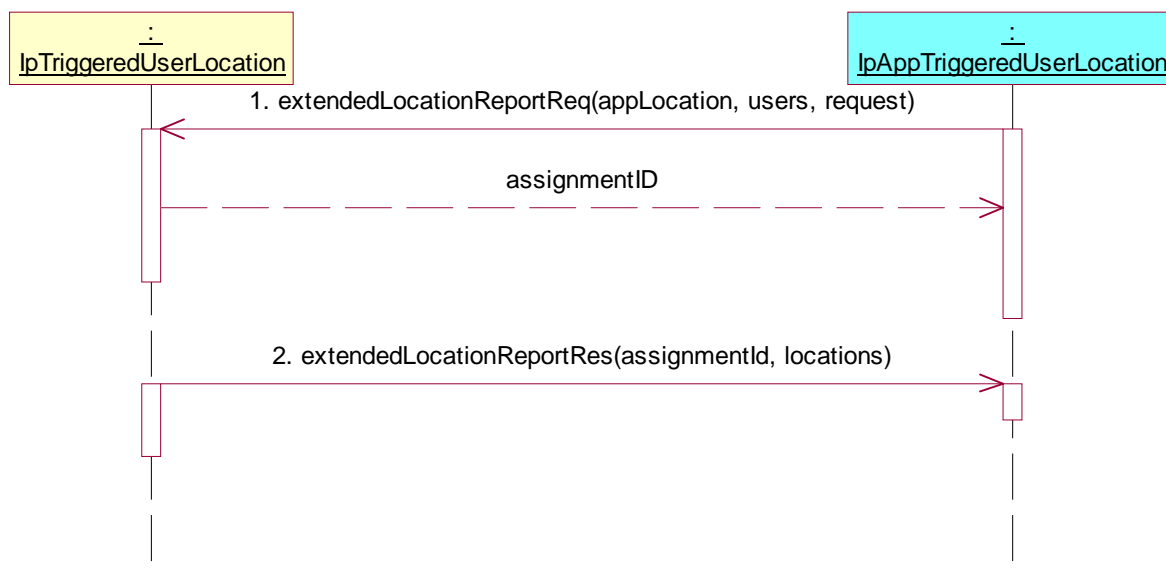 :
IpTriggeredUserLocation
:
IpAppTriggeredUserLocation
1. extendedLocationReportReq(appLocation, users, request)
assignmentID
2. extendedLocationReportRes(assignmentId, locations)